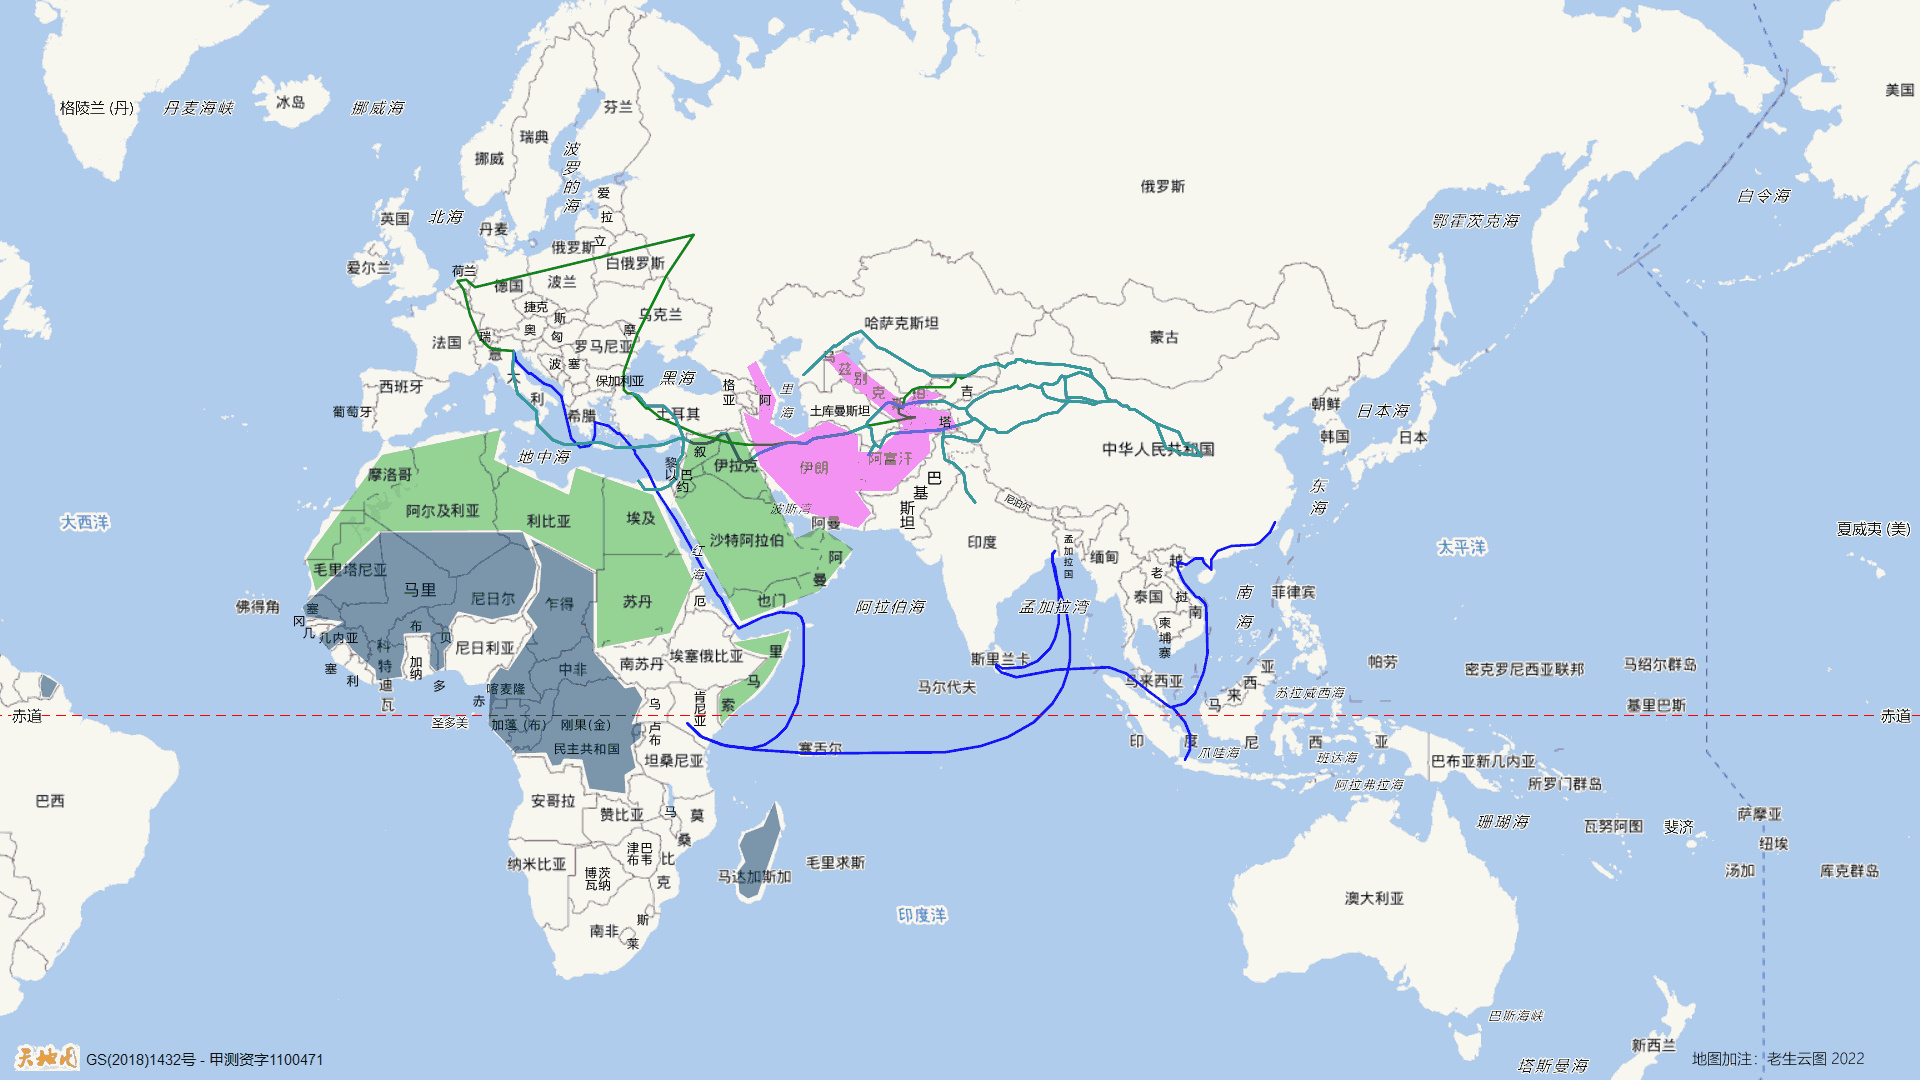 格陵兰 (丹)
丹麦海峡
冰岛
挪威海
芬兰
瑞典
挪威
波罗的海
爱
拉
立
美国
俄罗斯
白令海
鄂霍茨克海
英国
北海
丹麦
俄罗斯
白俄罗斯
爱尔兰
荷兰
德国
波兰
捷克
斯
奥
匈
乌克兰
摩
法国
瑞
意
大
利
罗马尼亚
波
塞
保加利亚
黑海
格
亚
里
海
哈萨克斯坦
蒙古
乌
兹
别
克
斯
坦
吉
塔
西班牙
葡萄牙
希腊
土耳其
阿
土库曼斯坦
朝鲜
韩国
日本海
日本
中华人民共和国
地中海
叙
黎
以
巴
约
伊拉克
伊朗
阿富汗
巴
基
斯
坦
尼泊尔
东
海
摩洛哥
阿尔及利亚
利比亚
埃及
波斯湾
阿曼
沙特阿拉伯
红
海
阿
曼
大西洋
太平洋
夏威夷 (美)
印度
孟加拉国
缅甸
越
老
挝
泰国
南
柬埔寨
南
海
菲律宾
毛里塔尼亚
马里
尼日尔
乍得
苏丹
厄
也门
阿拉伯海
孟加拉湾
佛得角
塞
冈
几
几内亚
布
贝
科
特
迪
瓦
加纳
塞
利
多
尼日利亚
中非
南苏丹
埃塞俄比亚
里
马
索
斯里兰卡
马尔代夫
马来西亚
马
来
西
亚
苏拉威西海
帕劳
密克罗尼西亚联邦
马绍尔群岛
基里巴斯
赤道
圣多美
赤
喀麦隆
加蓬 (布)
刚果(金)
民主共和国
乌
卢
布
肯尼亚
坦桑尼亚
塞舌尔
印
度
尼
西
亚
爪哇海
班达海
阿拉弗拉海
巴布亚新几内亚
所罗门群岛
赤道
巴西
安哥拉
赞比亚
马
莫
桑
比
克
津
巴
布
韦
纳米比亚
博茨瓦纳
南非
斯
莱
马达加斯加
毛里求斯
印度洋
澳大利亚
珊瑚海
瓦努阿图
斐济
萨摩亚
纽埃
汤加
库克群岛
巴斯海峡
塔斯曼海
新西兰
天地图
GS(2018)1432号 - 甲测资字1100471
地图加注：老生云图 2022